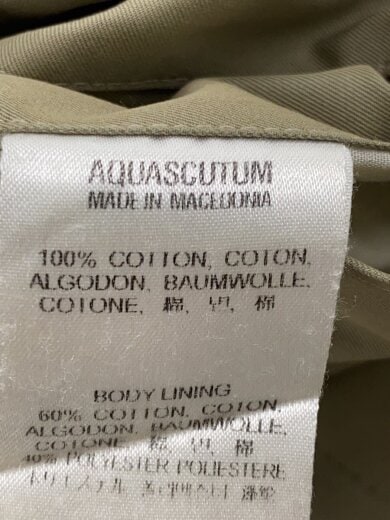 AQUASCUTUM
MADE IN MACEDONIA
100% COTTON, COTON,
ALGODON, BAUMWOLLE,
COTONE, 綿, 면, 棉
BODY LINING
60% COTTON, COTON,
ALGODON, BAUMWOLLE,
COTONE 綿, 면, 棉
40% POLYESTER POLIESTERE